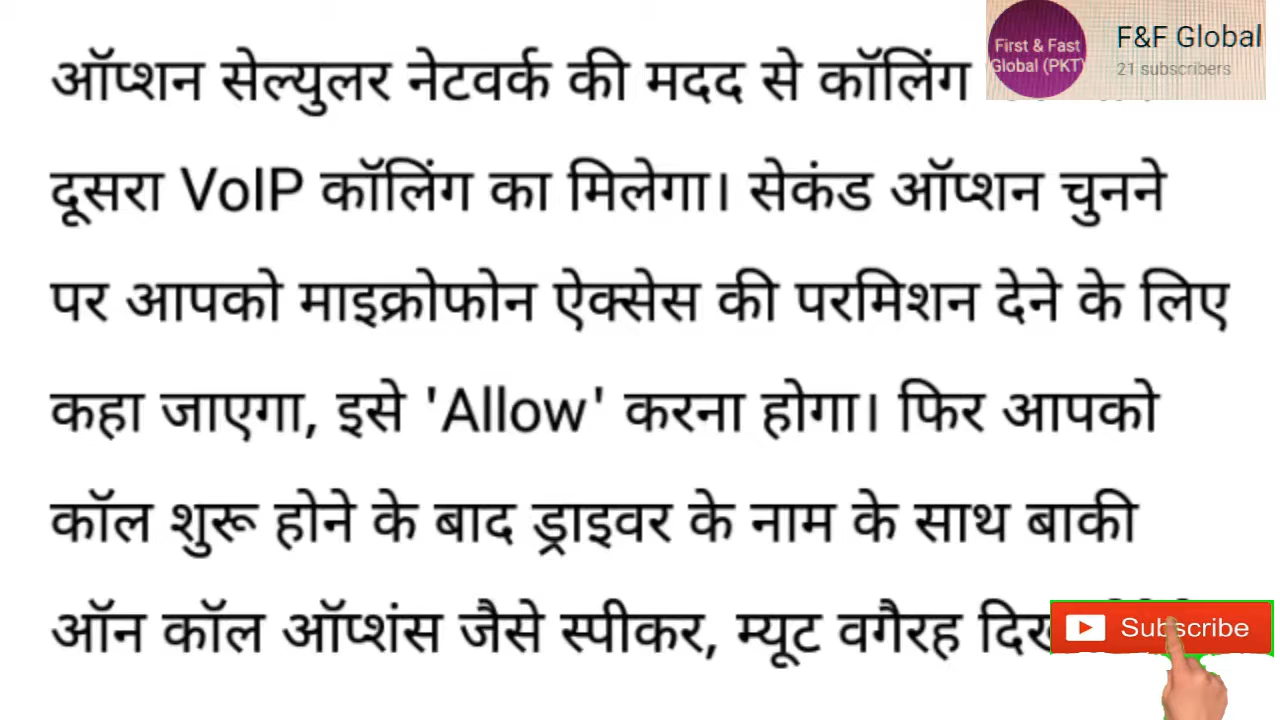 ऑप्शन सेल्युलर नेटवर्क की मदद से कॉलिंग
First & Fast
Global (PKT)
F&F Global
21 subscribers
दूसरा VoIP कॉलिंग का मिलेगा। सेकंड ऑप्शन चुनने
पर आपको माइक्रोफोन ऐक्सेस की परमिशन देने के लिए
कहा जाएगा, इसे 'Allow' करना होगा। फिर आपको
कॉल शुरू होने के बाद ड्राइवर के नाम के साथ बाकी
ऑन कॉल ऑप्शंस जैसे स्पीकर, म्यूट वगैरह
Subscribe